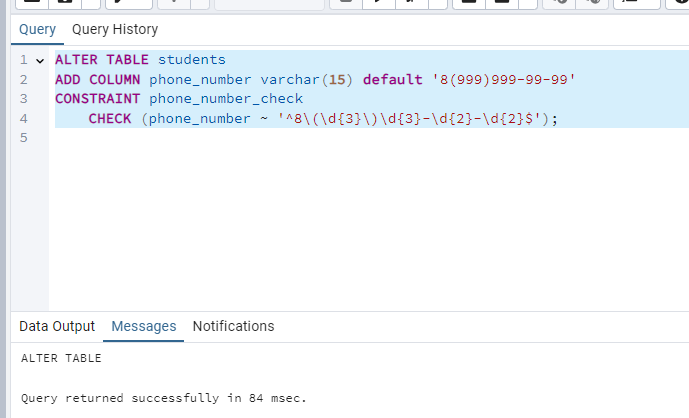 Query Query History
1 ALTER TABLE students
2 ADD COLUMN phone_number varchar(15) default '8(999)999-99-99'
3 CONSTRAINT phone_number_check
4 CHECK (phone_number ~ '^8\(\d{3}\)\d{3}-\d{2}-\d{2}$');
5
Data Output Messages Notifications
ALTER TABLE
Query returned successfully in 84 msec.